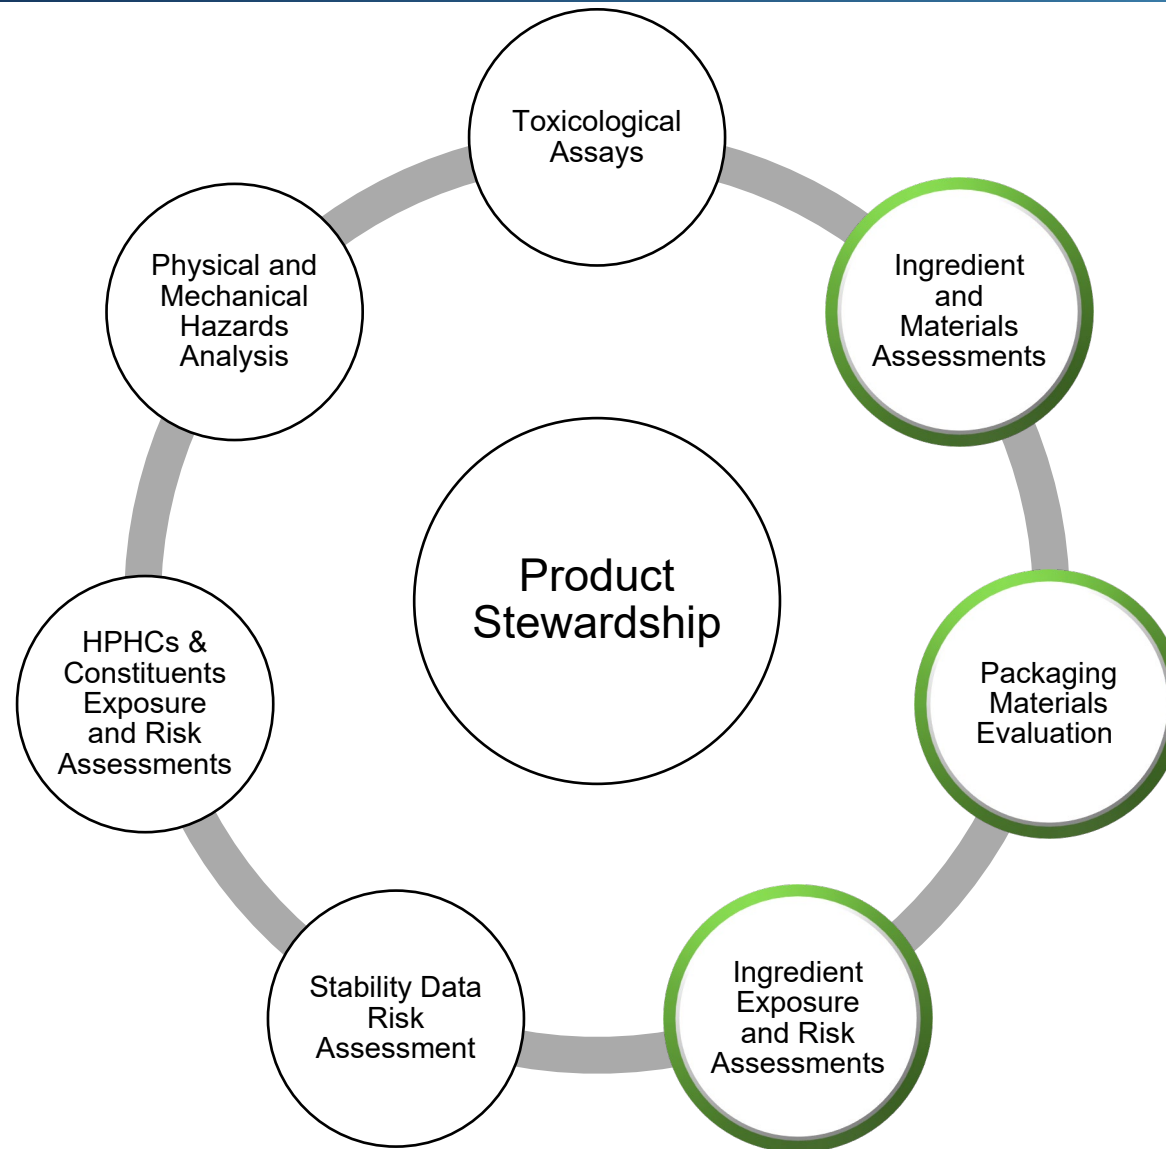 Toxicological
Assays
Ingredient
and
Materials
Assessments
Packaging
Materials
Evaluation
Ingredient
Exposure
and Risk
Assessments
Stability Data
Risk
Assessment
HPHCs &
Constituents
Exposure
and Risk
Assessments
Physical and
Mechanical
Hazards
Analysis
Product
Stewardship